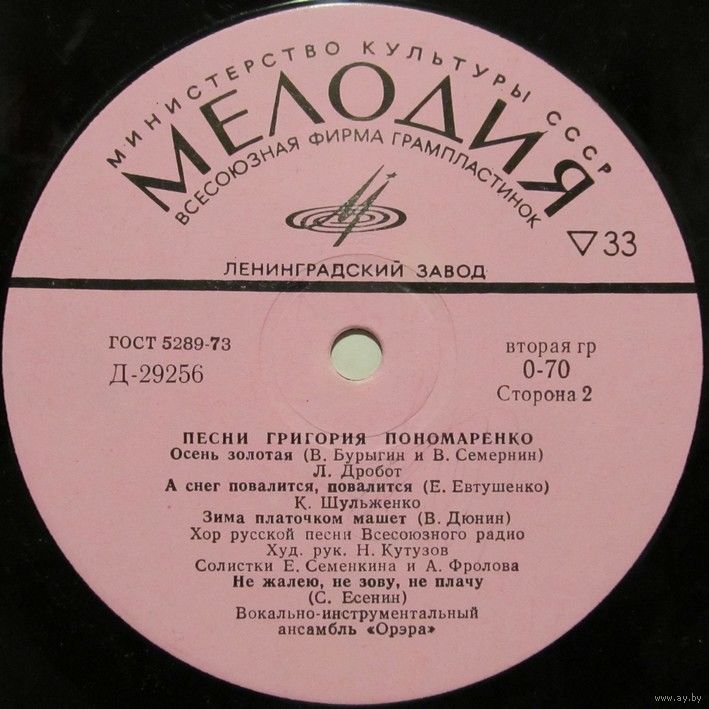 МИНИСТЕРСТВО КУЛЬТУРЫ СССР
МЕЛОДИЯ
ВСЕСОЮЗНАЯ ФИРМА ГРАМПЛАСТИНОК
▽33
ЛЕНИНГРАДСКИЙ ЗАВОД
ГОСТ 5289-73
Д-29256
вторая гр
0-70
Сторона 2
ПЕСНИ ГРИГОРИЯ ПОНОМАРЕНКО
Осень золотая (В. Бурыгин и В. Семернин)
Л. Дробот
А снег повалится, повалится (Е. Евтушенко)
К. Шульженко
Зима платочком машет (В. Дюнин)
Хор русской песни Всесоюзного радио
Худ. рук. Н. Кутузов
Солистки Е. Семенкина и А. Фролова
Не жалею, не зову, не плачу
(С. Есенин)
Вокально-инструментальный
ансамбль «Орэра»
www.ay.by